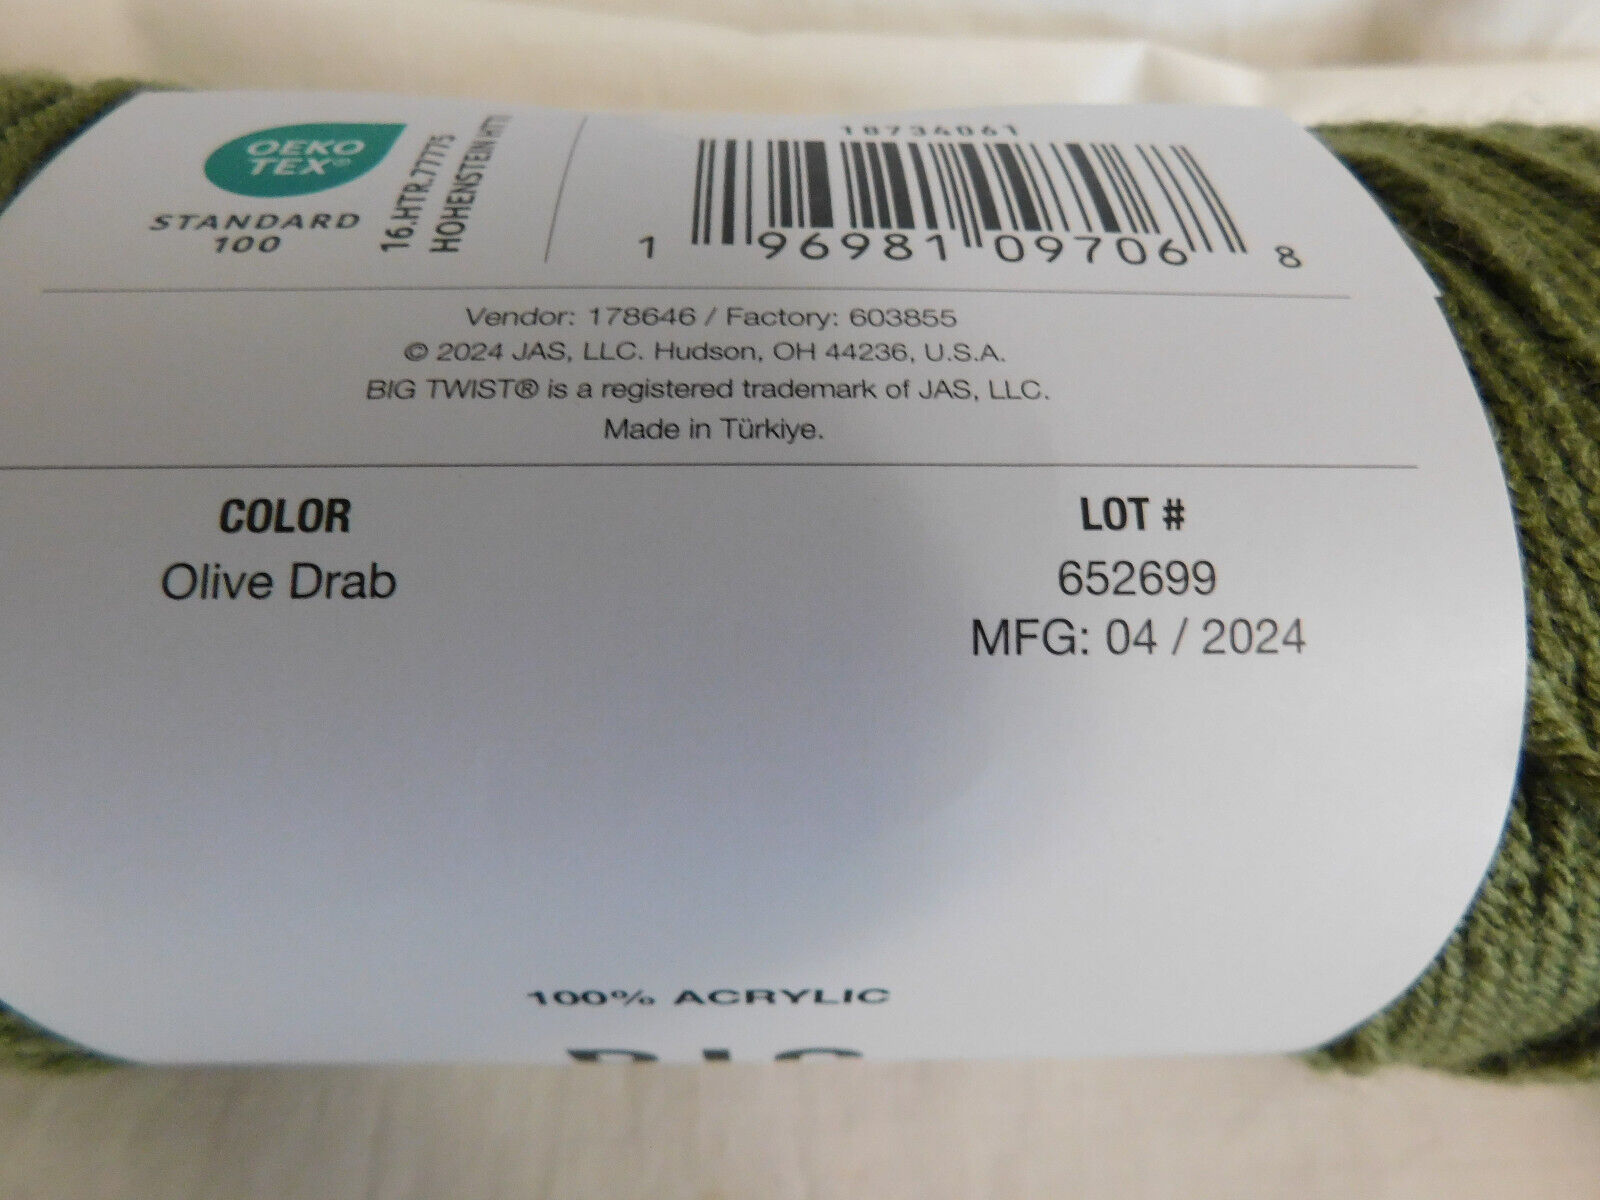 OEKO
TEX®
STANDARD
100
16.HTR.77775
HOHENSTEIN HTTI
18734061
1 96981 09706 8
Vendor: 178646 / Factory: 603855
© 2024 JAS, LLC. Hudson, OH 44236, U.S.A.
BIG TWIST® is a registered trademark of JAS, LLC.
Made in Türkiye.
COLOR
Olive Drab
LOT #
652699
MFG: 04 / 2024
100% ACRYLIC
BIG